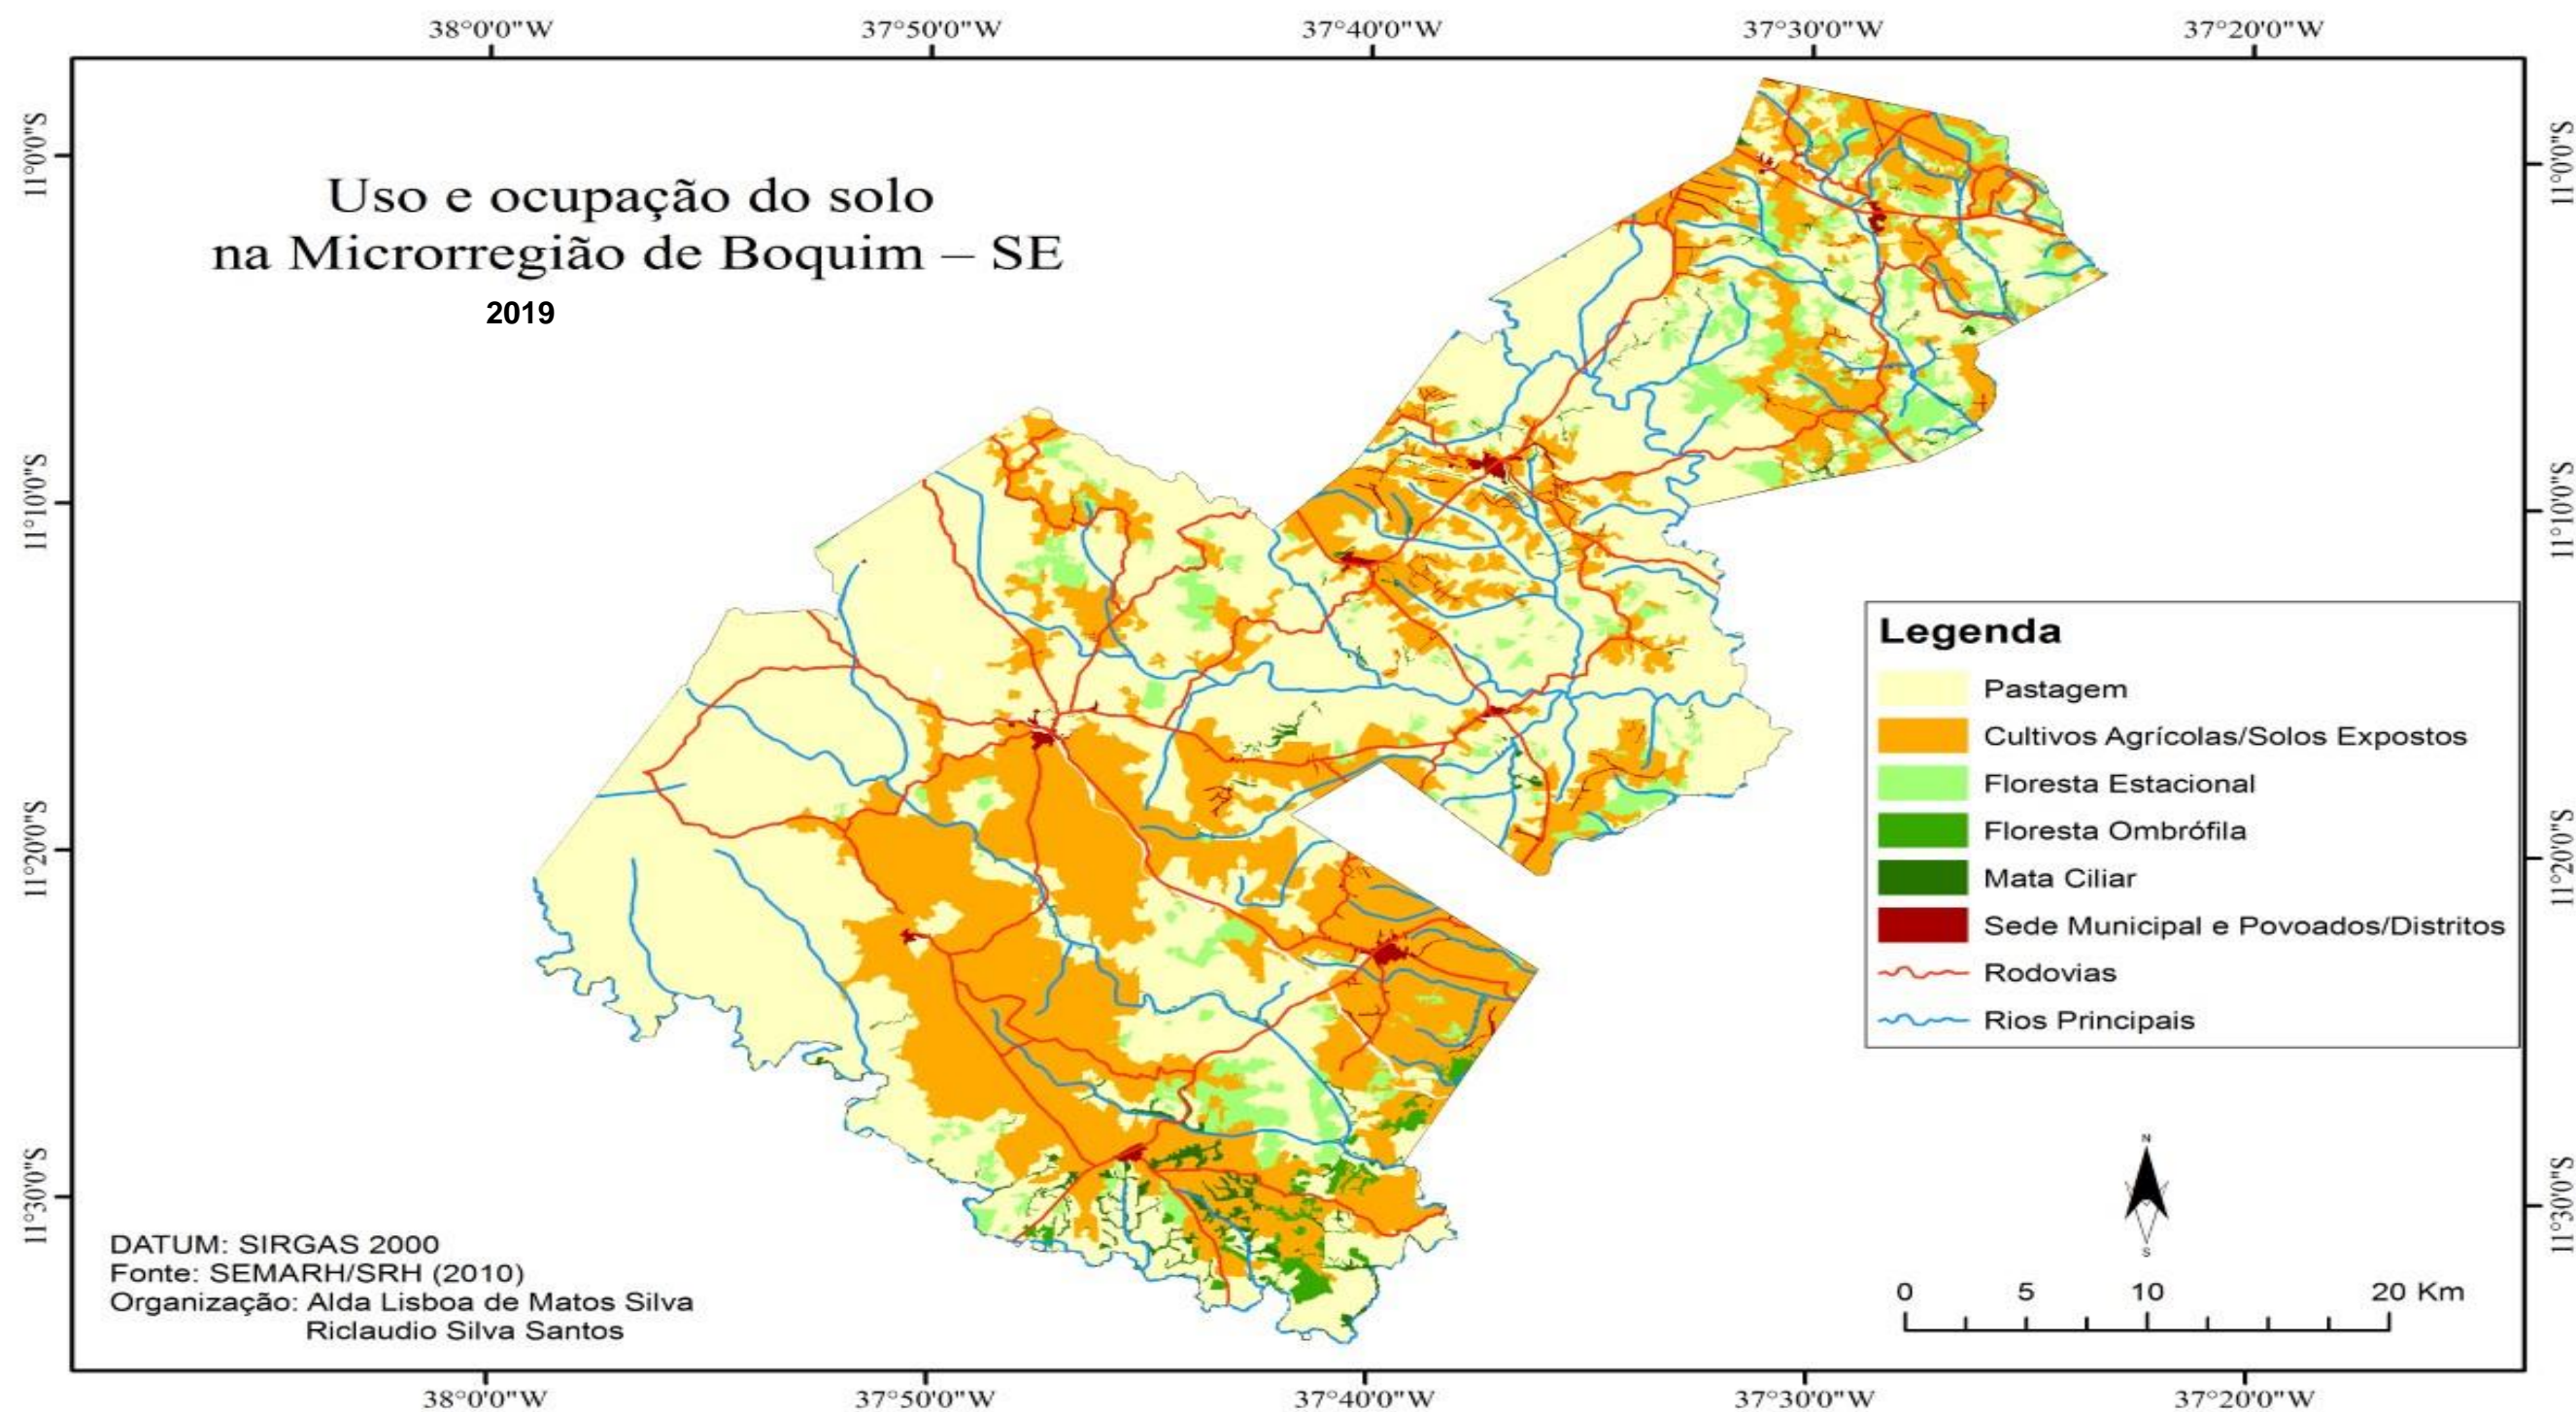 38°0'0"W
37°50'0"W
37°40'0"W
37°30'0"W
37°20'0"W
11°0'0"S
11°0'0"S
Uso e ocupação do solo
na Microrregião de Boquim – SE
2019
11°10'0"S
11°10'0"S
Legenda
Pastagem
Cultivos Agrícolas/Solos Expostos
Floresta Estacional
Floresta Ombrófila
Mata Ciliar
Sede Municipal e Povoados/Distritos
Rodovias
Rios Principais
11°20'0"S
11°20'0"S
11°30'0"S
11°30'0"S
N
S
DATUM: SIRGAS 2000
Fonte: SEMARH/SRH (2010)
Organização: Alda Lisboa de Matos Silva
Riclaudio Silva Santos
0 5 10 20 Km
38°0'0"W
37°50'0"W
37°40'0"W
37°30'0"W
37°20'0"W